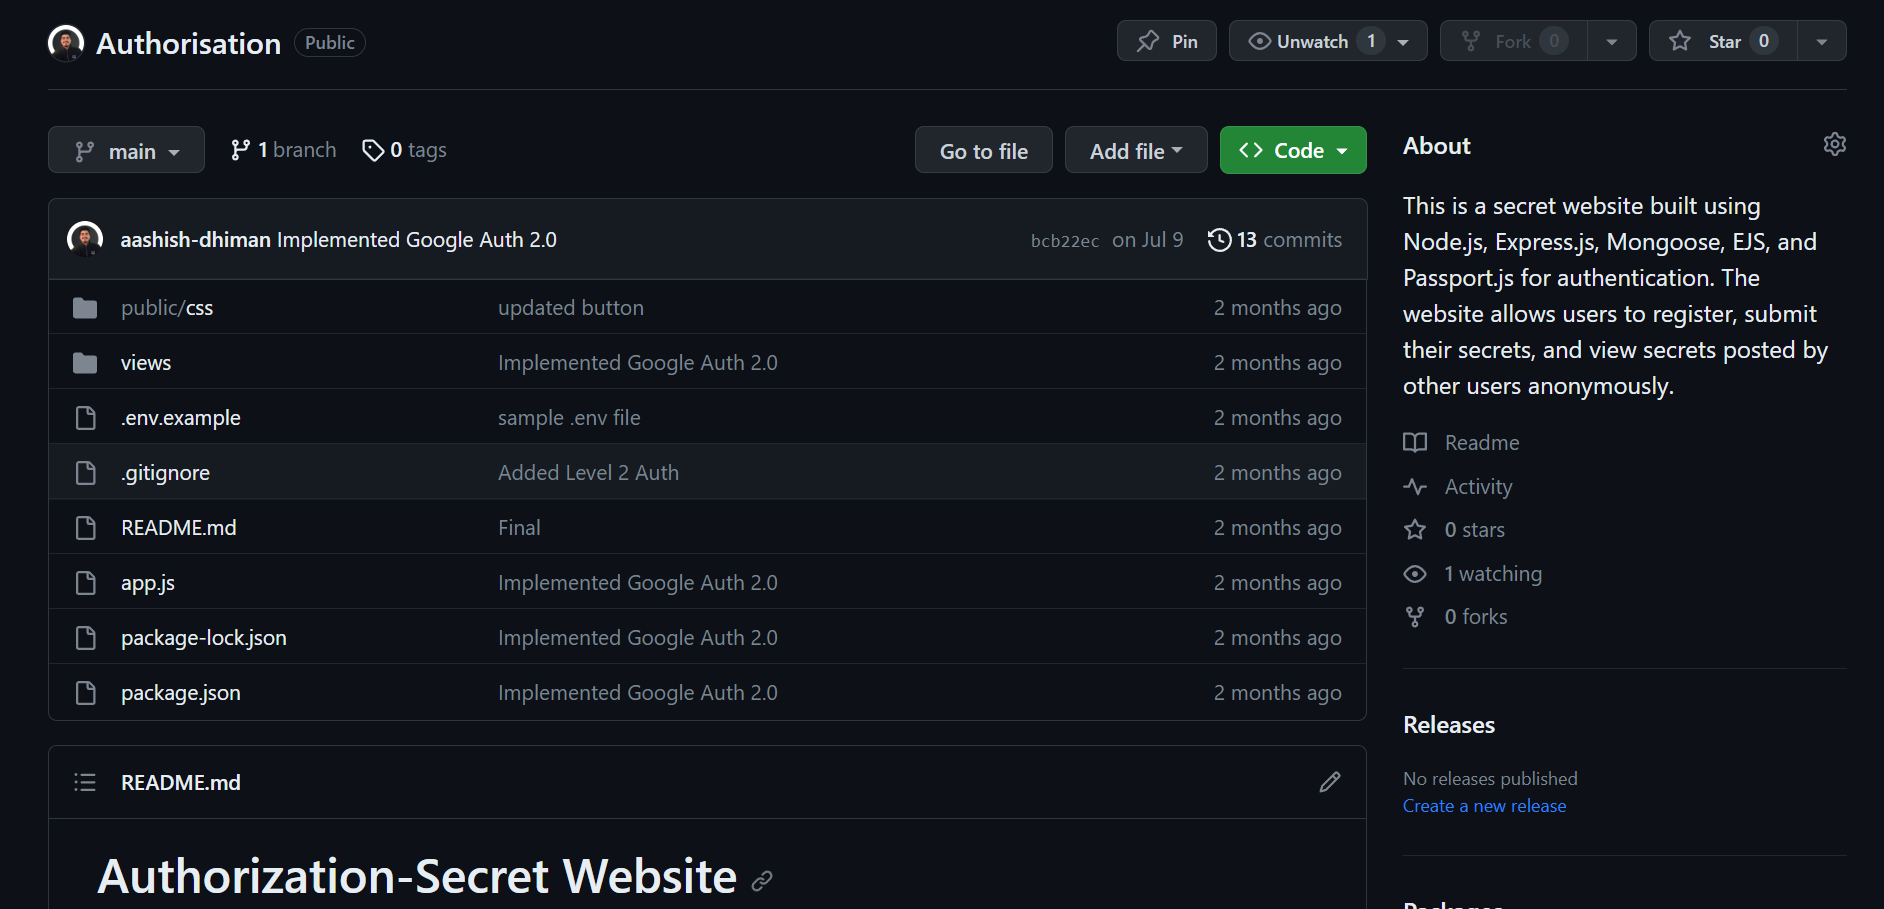 Authorisation Public Pin Unwatch 1 Fork 0 Star 0
main 1 branch 0 tags Go to file Add file Code
aashish-dhiman Implemented Google Auth 2.0 bcb22ec on Jul 9 13 commits
public/css updated button 2 months ago
views Implemented Google Auth 2.0 2 months ago
.env.example sample .env file 2 months ago
.gitignore Added Level 2 Auth 2 months ago
README.md Final 2 months ago
app.js Implemented Google Auth 2.0 2 months ago
package-lock.json Implemented Google Auth 2.0 2 months ago
package.json Implemented Google Auth 2.0 2 months ago
README.md
Authorization-Secret Website
About
This is a secret website built using
Node.js, Express.js, Mongoose, EJS, and
Passport.js for authentication. The
website allows users to register, submit
their secrets, and view secrets posted by
other users anonymously.
Readme
Activity
0 stars
1 watching
0 forks
Releases
No releases published
Create a new release